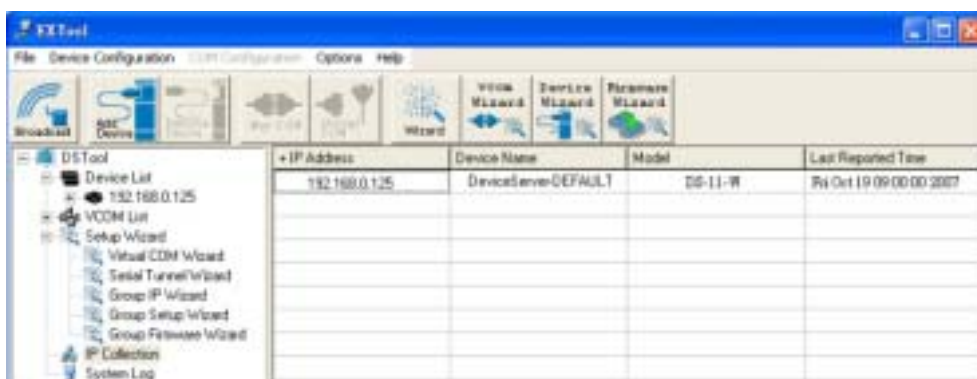 EXTool
File Device Configuration COM Configuration Options Help
Broadcast
Add Device
Wizard
VCOM Wizard
Device Wizard
Firmware Wizard
DSTool
Device List
192.168.0.125
VCOM List
Setup Wizard
Virtual COM Wizard
Serial Tunnel Wizard
Group IP Wizard
Group Setup Wizard
Group Firmware Wizard
IP Collection
System Log
+ IP Address Device Name Model Last Reported Time
192.168.0.125 DeviceServer-DEFAULT DS-11-W Fri Oct 19 09:00:00 2007